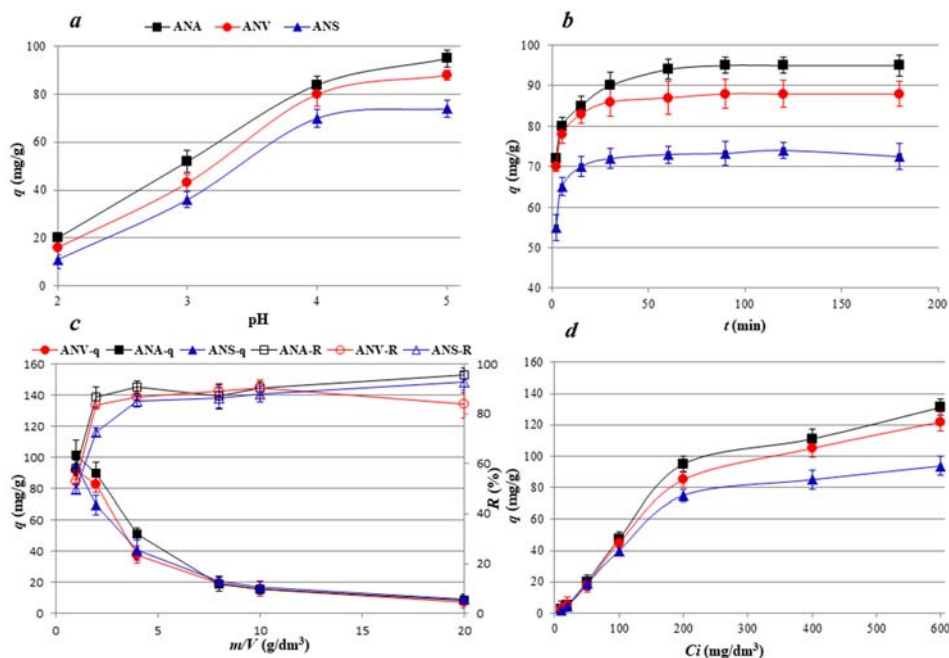 a
ANA ANV ANS
b
100
80
60
40
20
0
q (mg/g)
2 3 4 5
pH
100
90
80
70
60
50
40
q (mg/g)
0 50 100 150 200
t (min)
c
ANV-q ANA-q ANS-q ANA-R ANV-R ANS-R
160
140
120
100
80
60
40
20
0
q (mg/g)
100
80
60
40
20
0
R (%)
0 5 10 15 20
m/V (g/dm³)
d
160
140
120
100
80
60
40
20
0
q (mg/g)
0 100 200 300 400 500 600
Ci (mg/dm³)